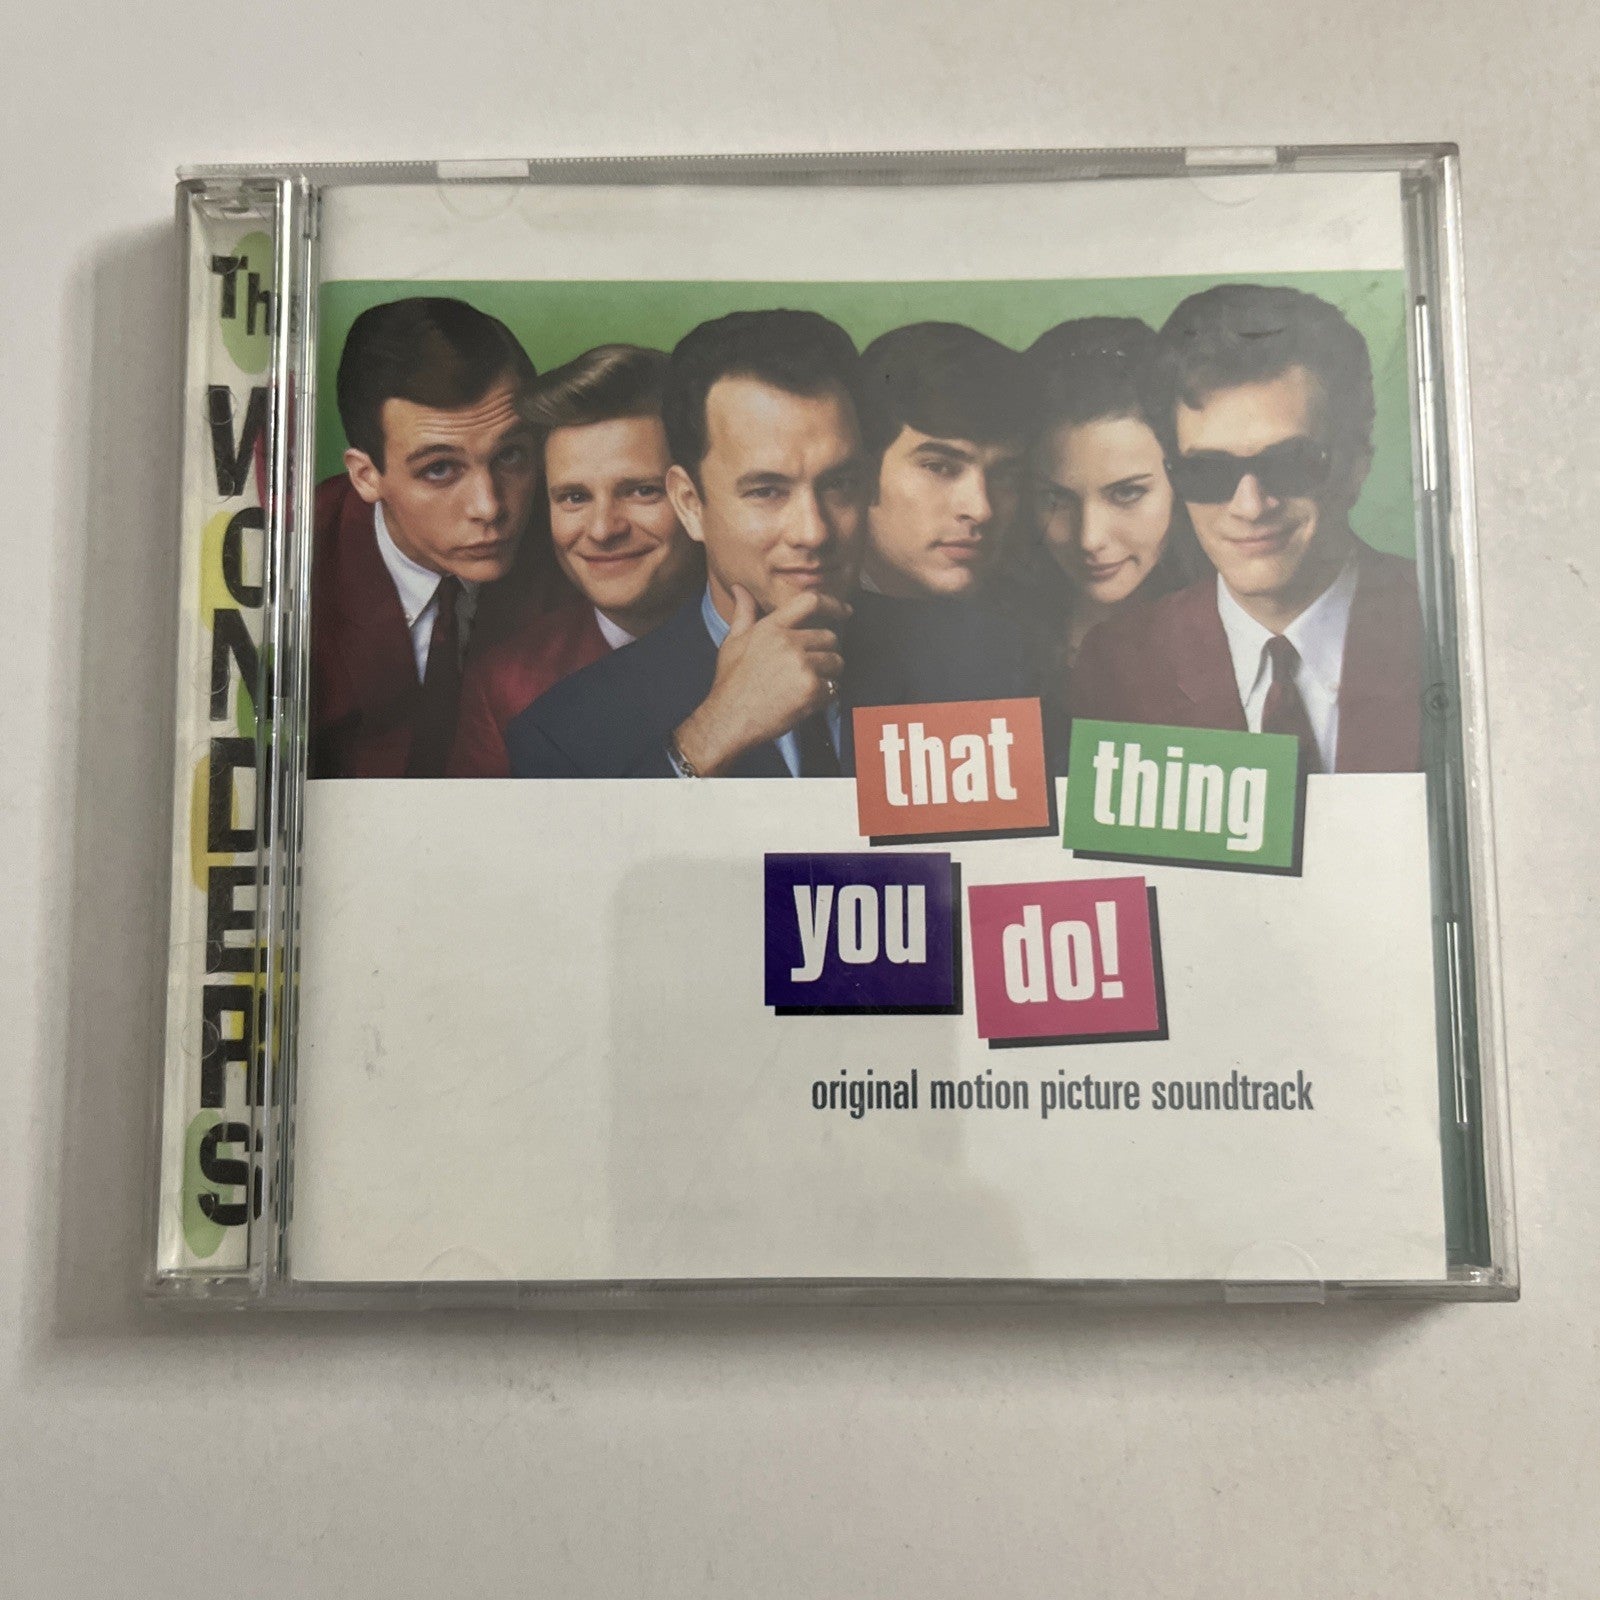 The WONDERS
that thing
you do!
original motion picture soundtrack